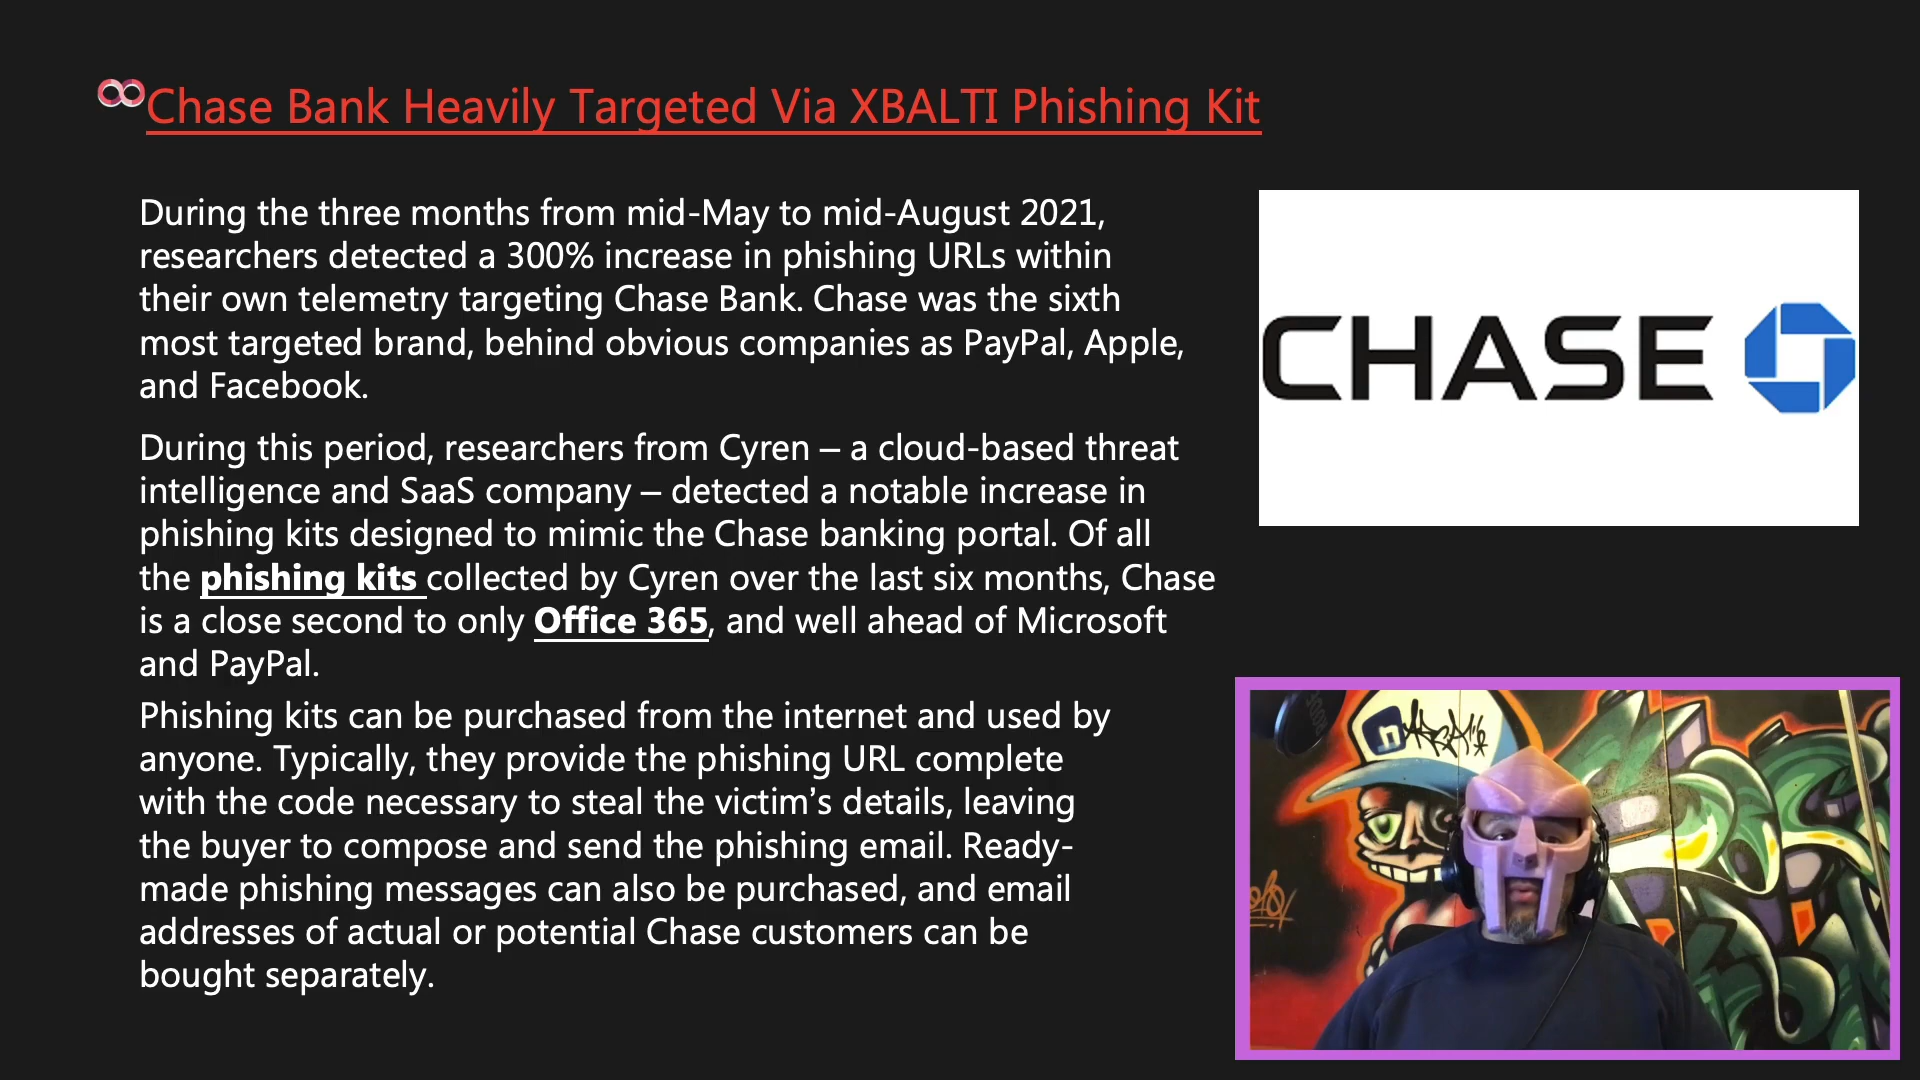 Chase Bank Heavily Targeted Via XBALTI Phishing Kit
During the three months from mid-May to mid-August 2021,
researchers detected a 300% increase in phishing URLs within
their own telemetry targeting Chase Bank. Chase was the sixth
most targeted brand, behind obvious companies as PayPal, Apple,
and Facebook.
During this period, researchers from Cyren – a cloud-based threat
intelligence and SaaS company – detected a notable increase in
phishing kits designed to mimic the Chase banking portal. Of all
the phishing kits collected by Cyren over the last six months, Chase
is a close second to only Office 365, and well ahead of Microsoft
and PayPal.
Phishing kits can be purchased from the internet and used by
anyone. Typically, they provide the phishing URL complete
with the code necessary to steal the victim’s details, leaving
the buyer to compose and send the phishing email. Ready-
made phishing messages can also be purchased, and email
addresses of actual or potential Chase customers can be
bought separately.
CHASE